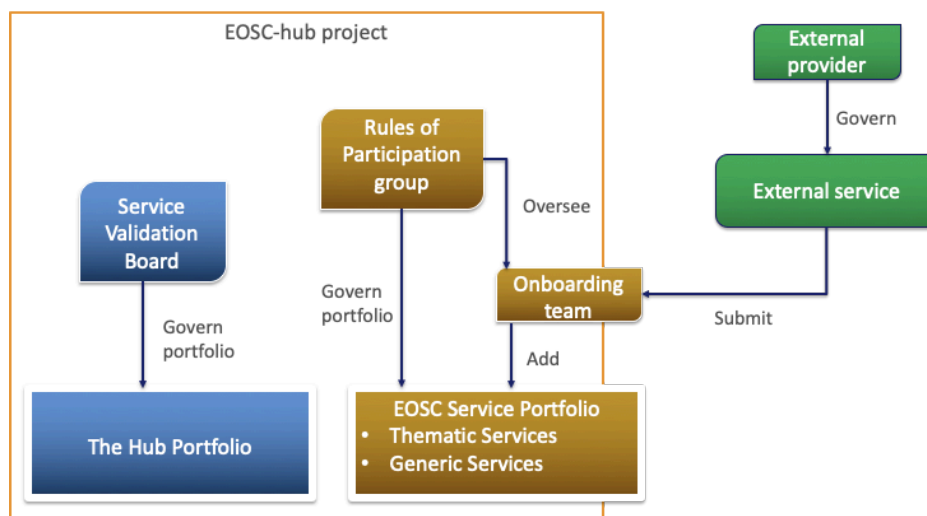 EOSC-hub project
External
provider
Govern
External service
Rules of
Participation
group
Oversee
Service
Validation
Board
Onboarding
team
Submit
Govern
portfolio
Govern
portfolio
Add
The Hub Portfolio
EOSC Service Portfolio
• Thematic Services
• Generic Services